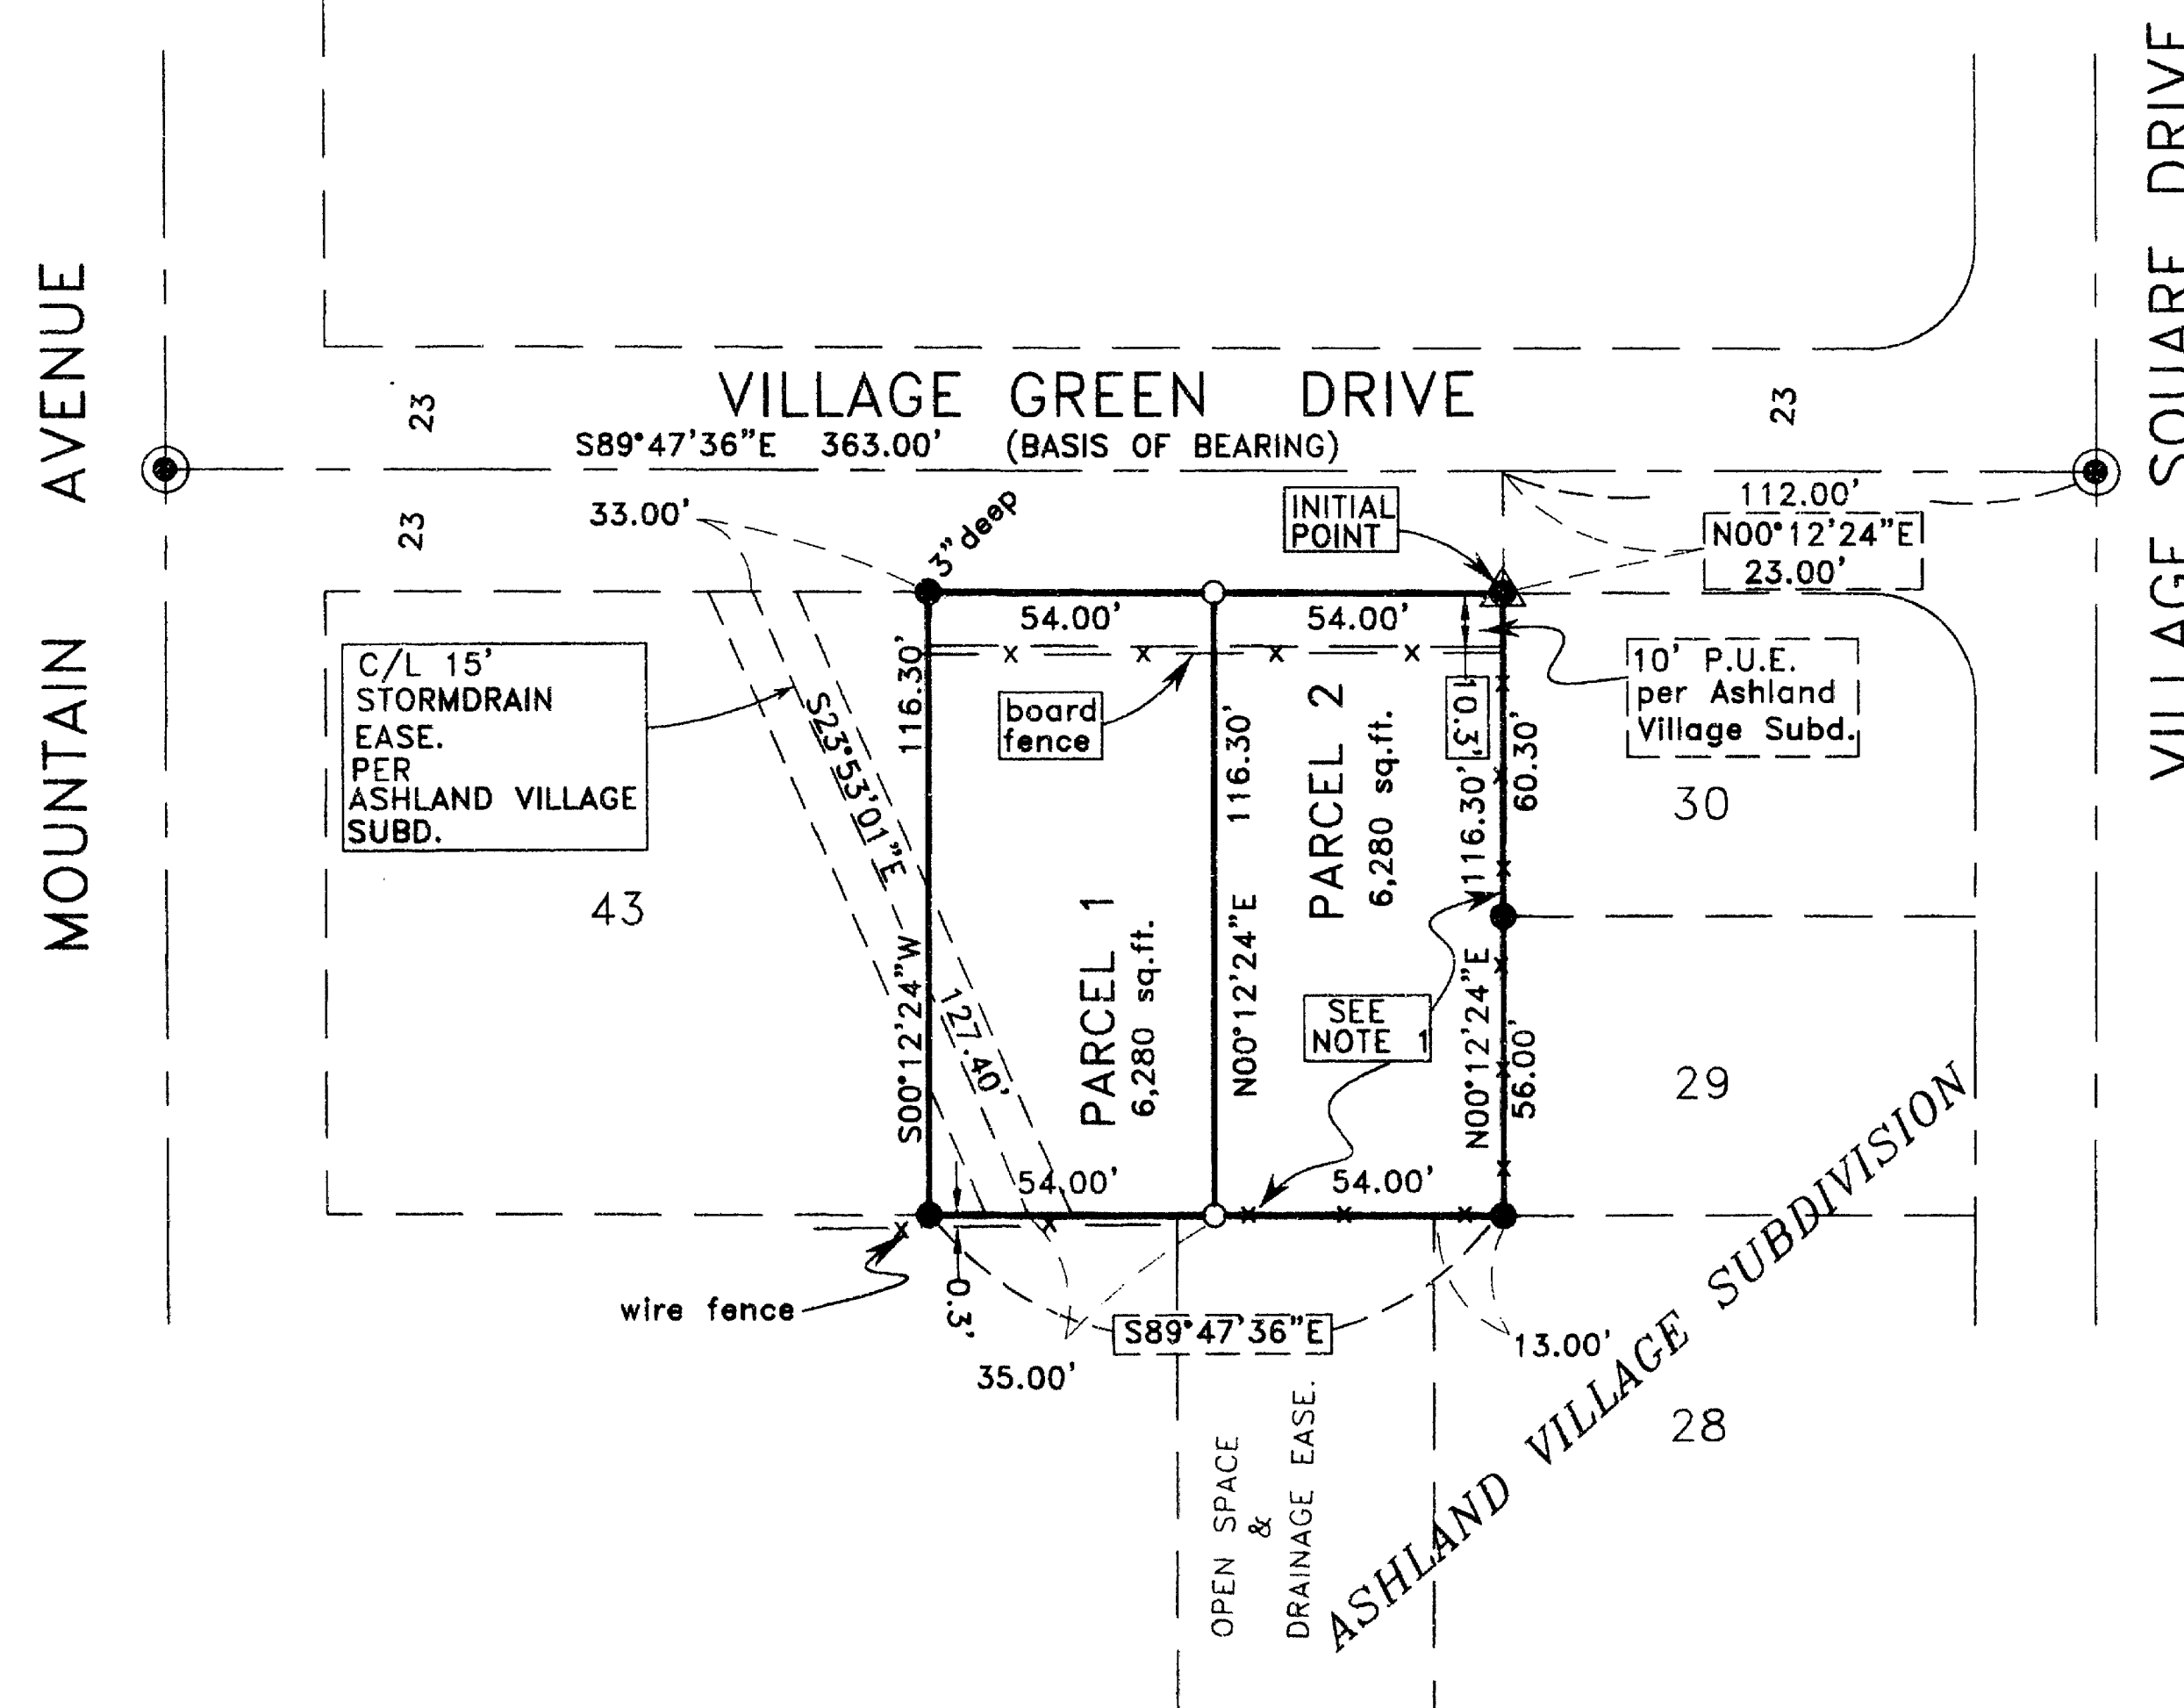 MOUNTAIN AVENUE
VILLAGE SQUARE DRIVE
VILLAGE GREEN DRIVE
S89°47'36"E 363.00' (BASIS OF BEARING)
23
23
23
33.00'
3" deep
INITIAL
POINT
112.00'
N00°12'24"E
23.00'
54.00'
54.00'
C/L 15'
STORMDRAIN
EASE.
PER
ASHLAND VILLAGE
SUBD.
S23°53'01"E
127.40'
116.30'
S00°12'24"W
board
fence
PARCEL 1
6,280 sq.ft.
116.30'
N00°12'24"E
PARCEL 2
6,280 sq.ft.
10.3'
116.30'
N00°12'24"E
60.30'
56.00'
10' P.U.E.
per Ashland
Village Subd.
30
43
29
28
SEE
NOTE 1
54.00'
54.00'
wire fence
0.3'
S89°47'36"E
35.00'
13.00'
OPEN SPACE
&
DRAINAGE EASE.
ASHLAND VILLAGE SUBDIVISION